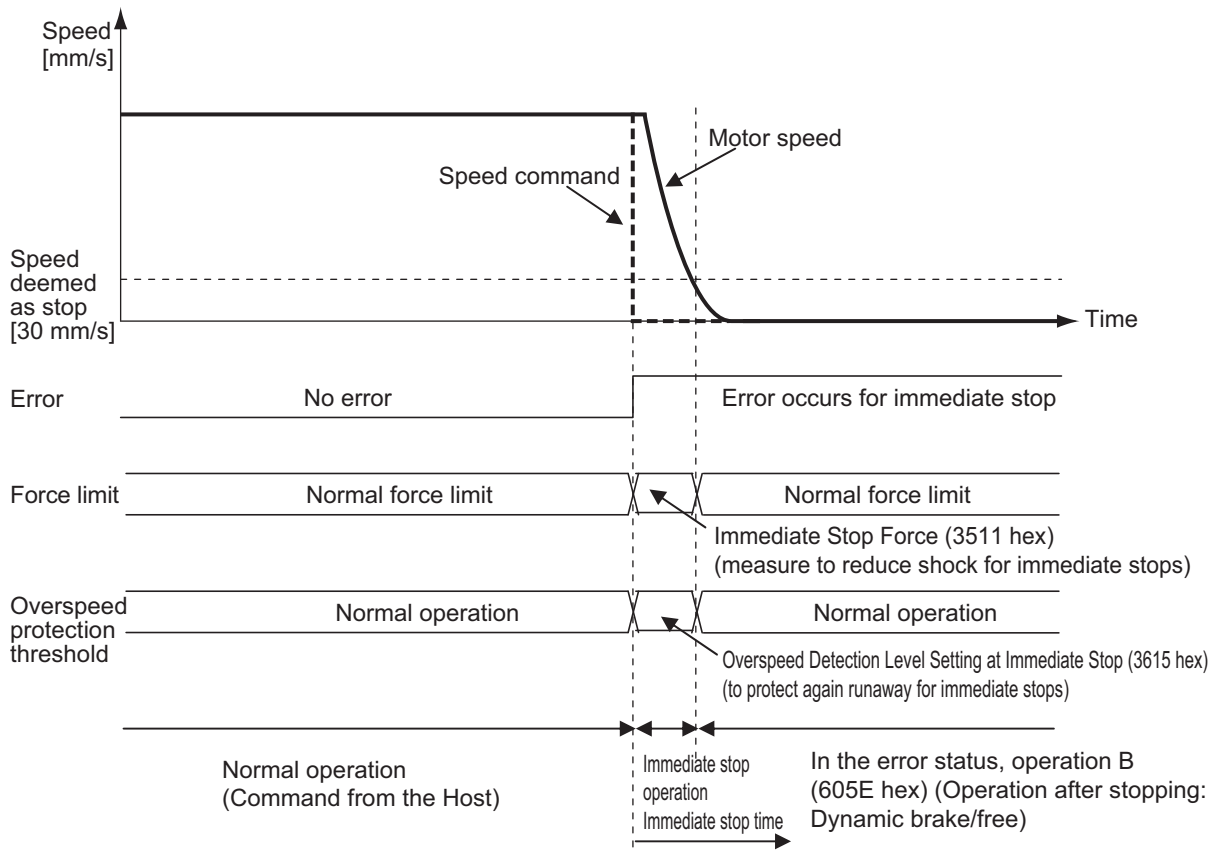 Speed
[mm/s]
Motor speed
Speed command
Speed
deemed
as stop
[30 mm/s]
Time
Error
No error
Error occurs for immediate stop
Force limit
Normal force limit
Normal force limit
Immediate Stop Force (3511 hex)
(measure to reduce shock for immediate stops)
Overspeed
protection
threshold
Normal operation
Normal operation
Overspeed Detection Level Setting at Immediate Stop (3615 hex)
(to protect again runaway for immediate stops)
Normal operation
(Command from the Host)
Immediate stop
operation
Immediate stop time
In the error status, operation B
(605E hex) (Operation after stopping:
Dynamic brake/free)